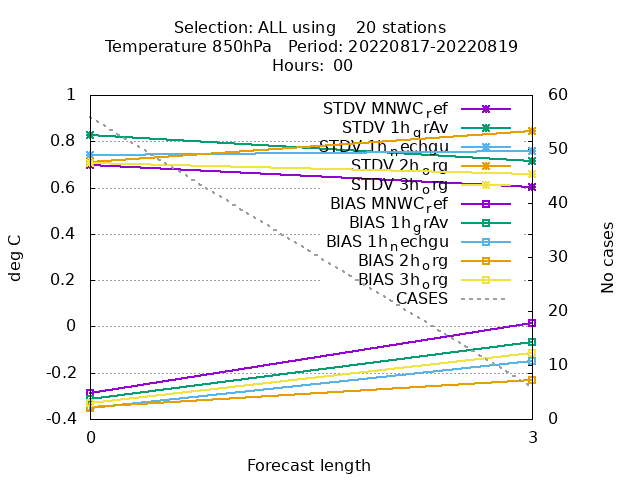 Selection: ALL using    20 stations
Temperature 850hPa   Period: 20220817-20220819
Hours:  00
1
0.8
0.6
0.4
0.2
0
-0.2
-0.4
60
50
40
30
20
10
0
deg C
No cases
STDV MNWC_ref
STDV 1h_grAv
STDV 1h_nechgu
STDV 2h_org
STDV 3h_org
BIAS MNWC_ref
BIAS 1h_grAv
BIAS 1h_nechgu
BIAS 2h_org
BIAS 3h_org
CASES
0
3
Forecast length